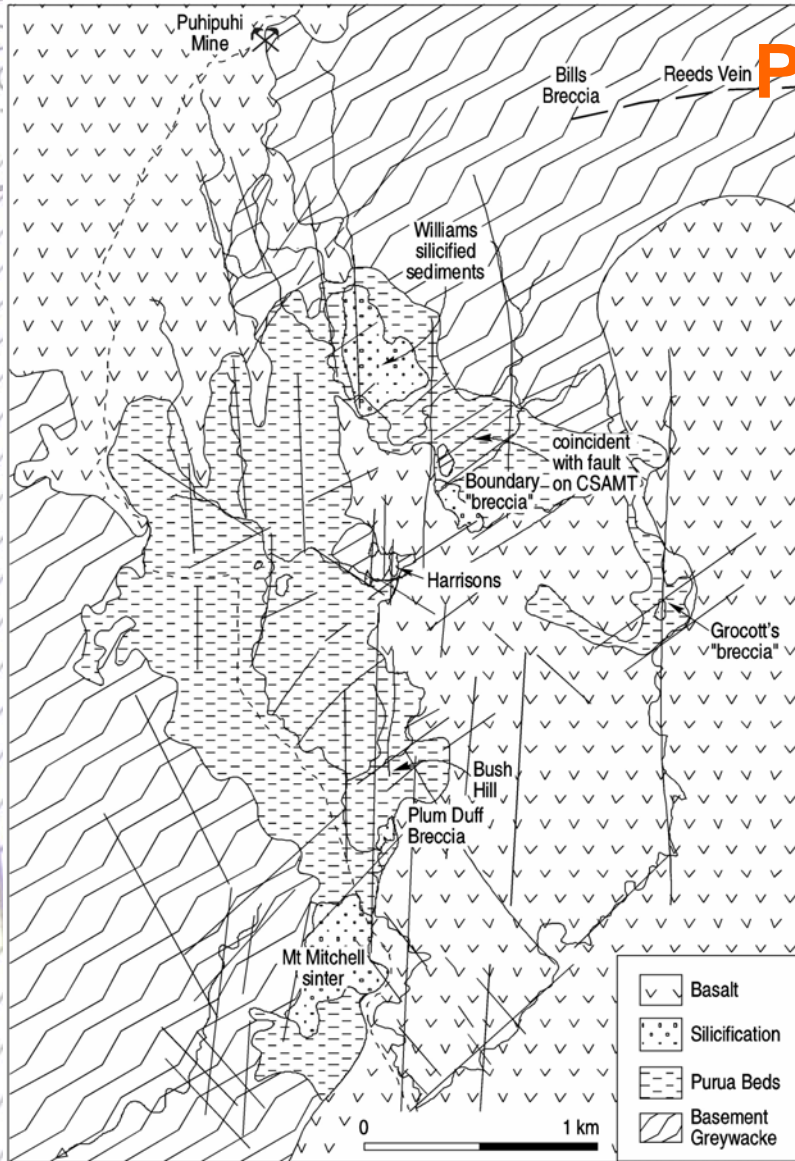 Puhipuhi
Mine
Bills
Breccia
Reeds Vein
P
Williams
silicified
sediments
coincident
with fault
on CSAMT
Boundary
"breccia"
Harrisons
Grocott's
"breccia"
Bush
Hill
Plum Duff
Breccia
Mt Mitchell
sinter
Basalt
Silicification
Purua Beds
Basement
Greywacke
0 1 km